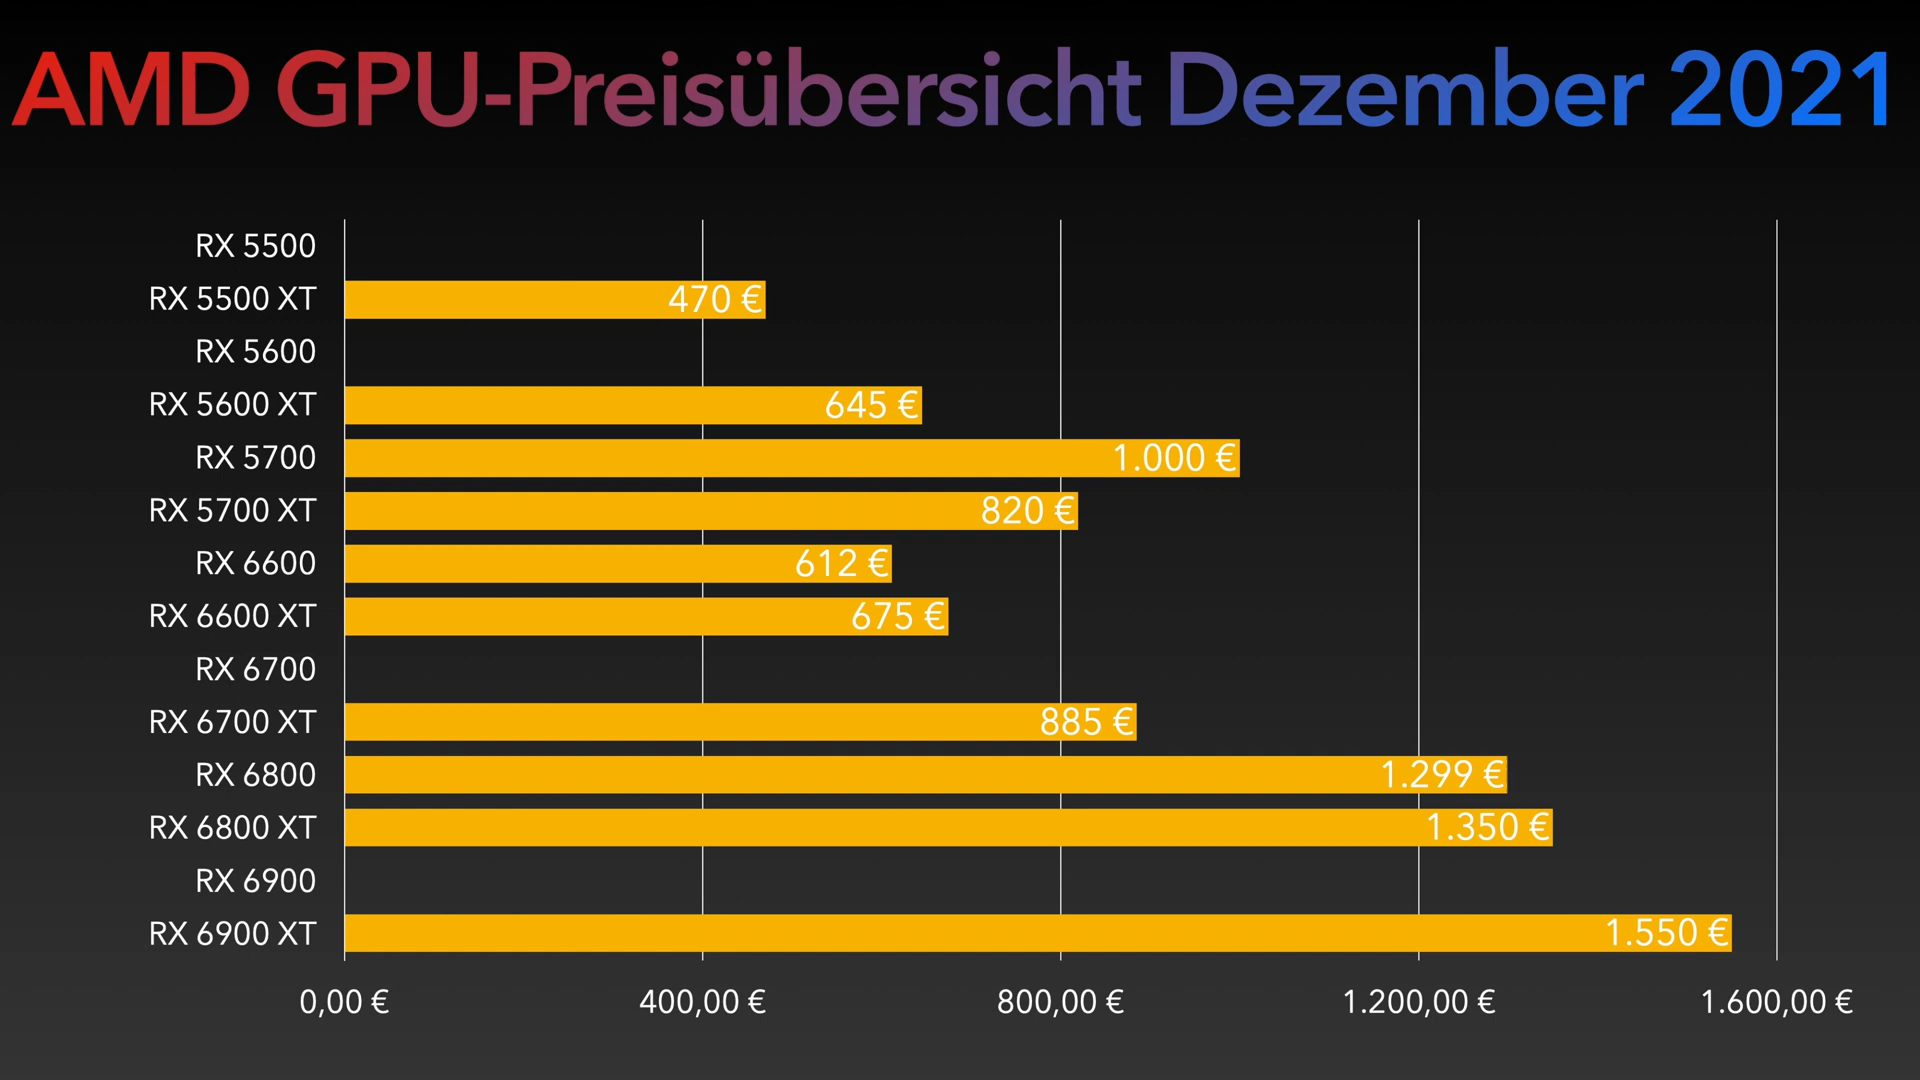 AMD GPU-Preisübersicht Dezember 2021
RX 5500
RX 5500 XT 470 €
RX 5600
RX 5600 XT 645 €
RX 5700 1.000 €
RX 5700 XT 820 €
RX 6600 612 €
RX 6600 XT 675 €
RX 6700
RX 6700 XT 885 €
RX 6800 1.299 €
RX 6800 XT 1.350 €
RX 6900
RX 6900 XT 1.550 €
0,00 € 400,00 € 800,00 € 1.200,00 € 1.600,00 €